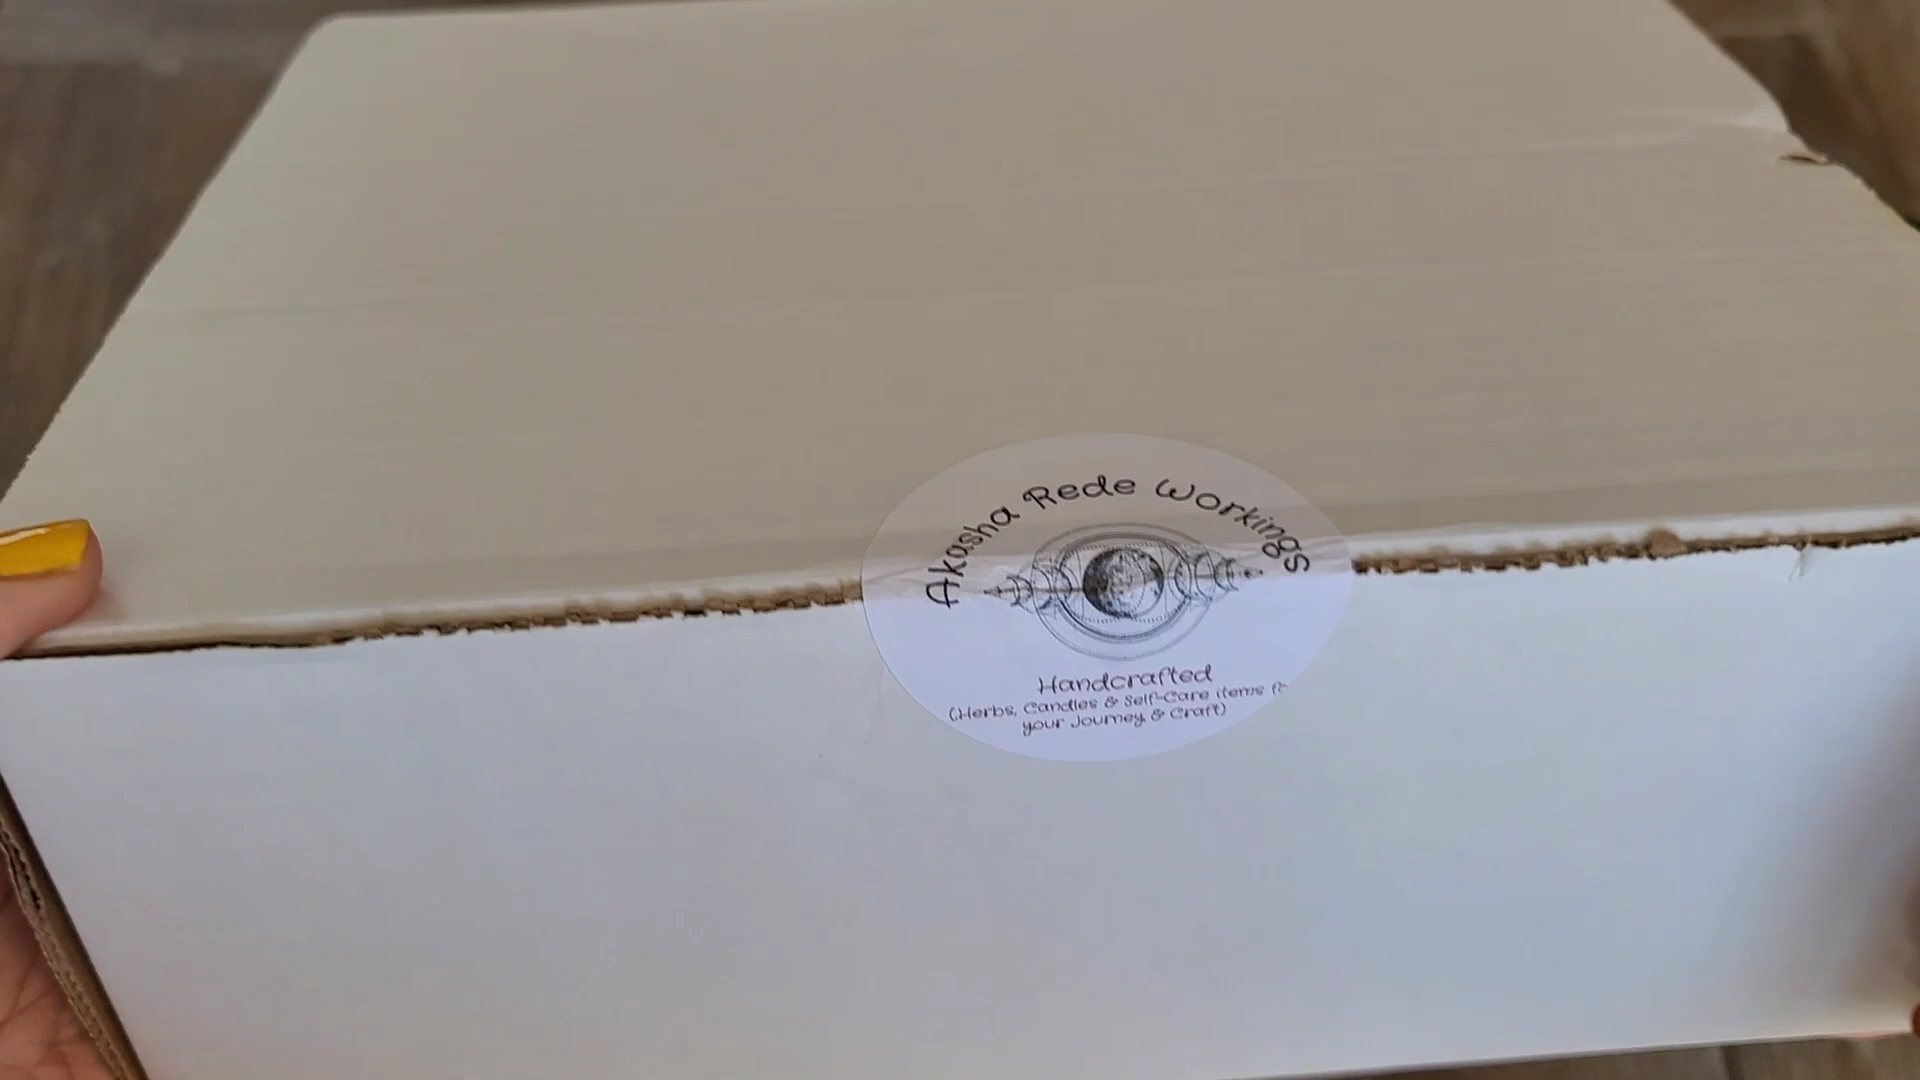 Akasha Rede Workings
Handcrafted
(Herbs, Candles & Self-Care items
your Journey & Craft)